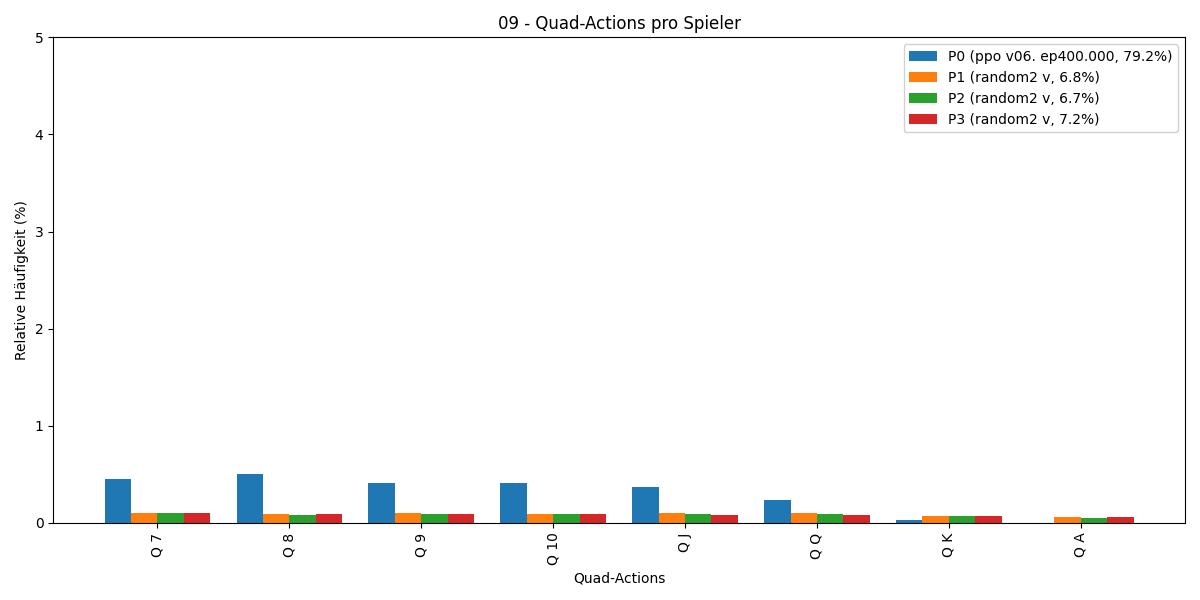 09 - Quad-Actions pro Spieler
P0 (ppo v06. ep400.000, 79.2%)
P1 (random2 v, 6.8%)
P2 (random2 v, 6.7%)
P3 (random2 v, 7.2%)
Relative Häufigkeit (%)
5
4
3
2
1
0
Q 7
Q 8
Q 9
Q 10
Q J
Q Q
Q K
Q A
Quad-Actions